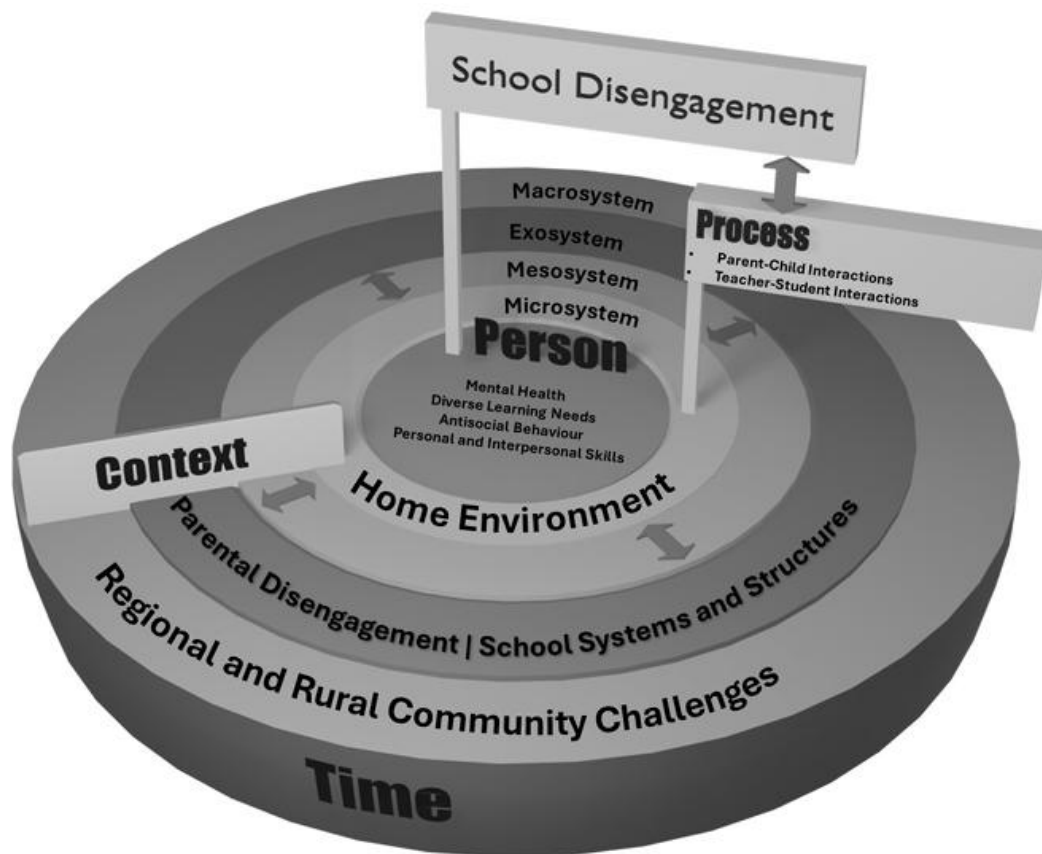 School Disengagement
Macrosystem
Exosystem
Mesosystem
Microsystem
Process
• Parent-Child Interactions
• Teacher-Student Interactions
Person
Mental Health
Diverse Learning Needs
Antisocial Behaviour
Personal and Interpersonal Skills
Context
Home Environment
Parental Disengagement | School Systems and Structures
Regional and Rural Community Challenges
Time